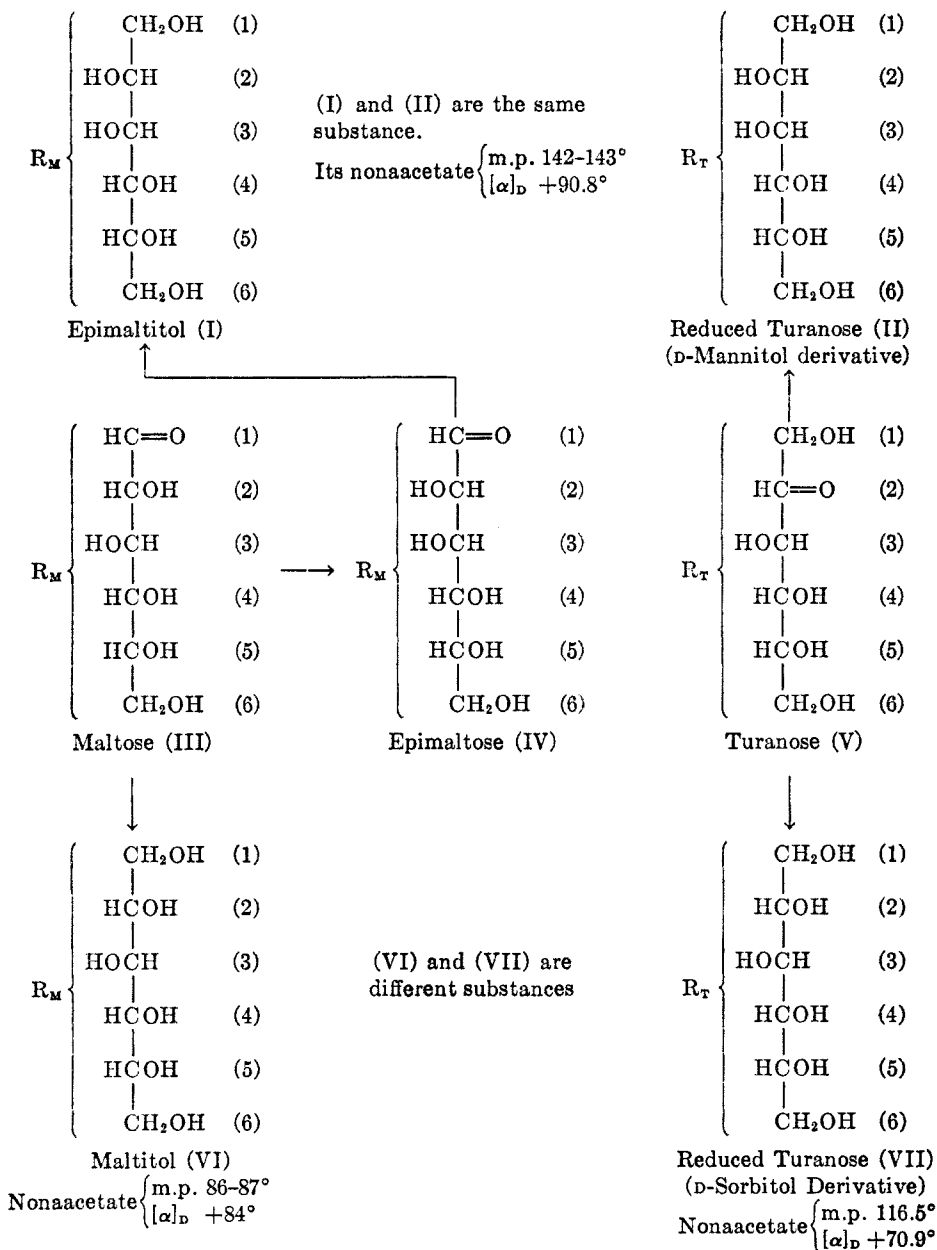 CH₂OH (1)
HOCH (2)
HOCH (3)
R_M
HCOH (4)
HCOH (5)
CH₂OH (6)
Epimaltitol (I)
(I) and (II) are the same
substance.
Its nonaacetate { m.p. 142-143°
[α]_D +90.8°
CH₂OH (1)
HOCH (2)
HOCH (3)
R_T
HCOH (4)
HCOH (5)
CH₂OH (6)
Reduced Turanose (II)
(D-Mannitol derivative)
HC=O (1)
HCOH (2)
HOCH (3)
R_M
HCOH (4)
HCOH (5)
CH₂OH (6)
Maltose (III)
HC=O (1)
HOCH (2)
HOCH (3)
R_M
HCOH (4)
HCOH (5)
CH₂OH (6)
Epimaltose (IV)
CH₂OH (1)
HC=O (2)
HOCH (3)
R_T
HCOH (4)
HCOH (5)
CH₂OH (6)
Turanose (V)
CH₂OH (1)
HCOH (2)
HOCH (3)
R_M
HCOH (4)
HCOH (5)
CH₂OH (6)
Maltitol (VI)
Nonaacetate { m.p. 86-87°
[α]_D +84°
(VI) and (VII) are
different substances
CH₂OH (1)
HCOH (2)
HOCH (3)
R_T
HCOH (4)
HCOH (5)
CH₂OH (6)
Reduced Turanose (VII)
(D-Sorbitol Derivative)
Nonaacetate { m.p. 116.5°
[α]_D +70.9°